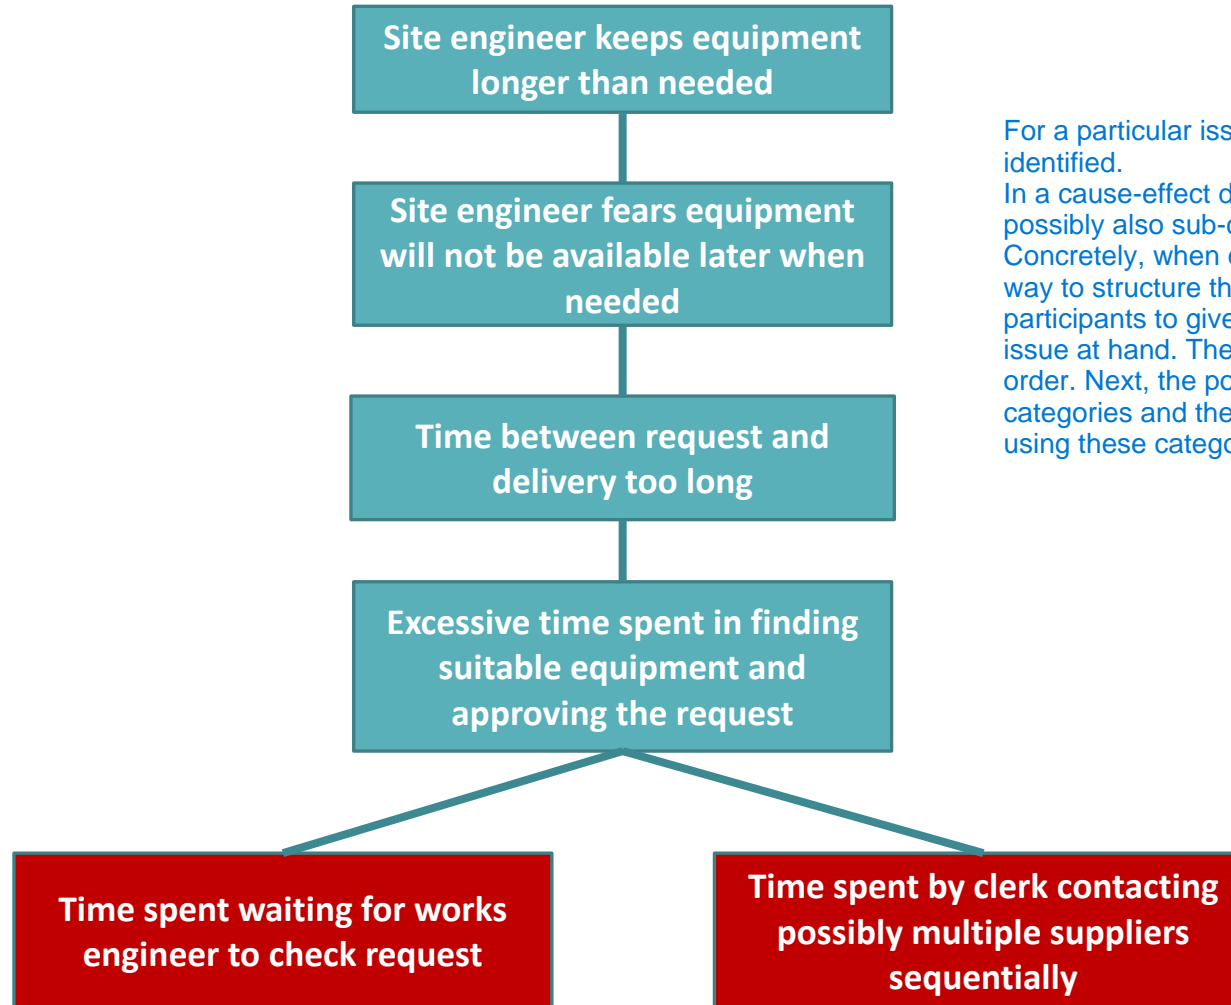 Site engineer keeps equipment
longer than needed
Site engineer fears equipment
will not be available later when
needed
Time between request and
delivery too long
Excessive time spent in finding
suitable equipment and
approving the request
Time spent waiting for works
engineer to check request
Time spent by clerk contacting
possibly multiple suppliers
sequentially
For a particular iss
identified.
In a cause-effect d
possibly also sub-
Concretely, when
way to structure th
participants to give
issue at hand. The
order. Next, the po
categories and the
using these catego